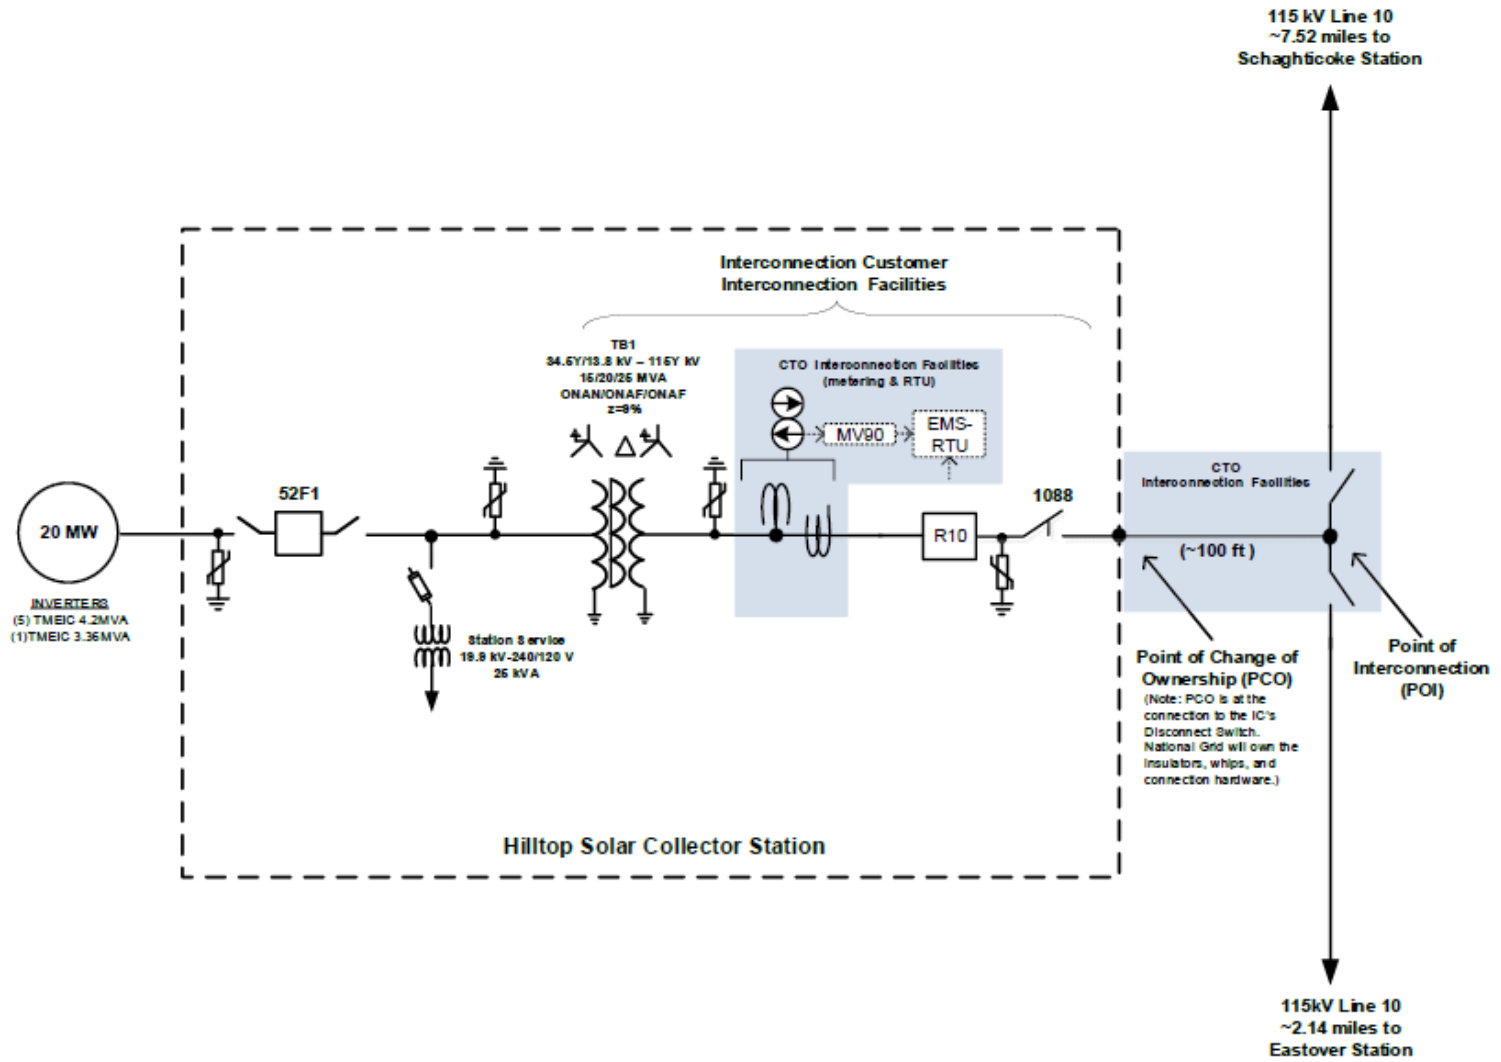 115 kV Line 10
~7.52 miles to
Schaghticoke Station
Interconnection Customer
Interconnection Facilities
TB1
34.5Y/13.8 kV – 115Y kV
15/20/25 MVA
ONAN/ONAF/ONAF
z=9%
CTO Interconnection Facilities
(metering & RTU)
MV90
EMS-
RTU
CTO
Interconnection Facilities
52F1
1088
20 MW
R10
(~100 ft )
INVERTERS
(5) TMEIC 4.2MVA
(1)TMEIC 3.36MVA
Station Service
19.9 kV-240/120 V
25 kVA
Point of Change of
Ownership (PCO)
(Note: PCO is at the
connection to the IC's
Disconnect Switch.
National Grid will own the
insulators, whips, and
connection hardware.)
Point of
Interconnection
(POI)
Hilltop Solar Collector Station
115kV Line 10
~2.14 miles to
Eastover Station